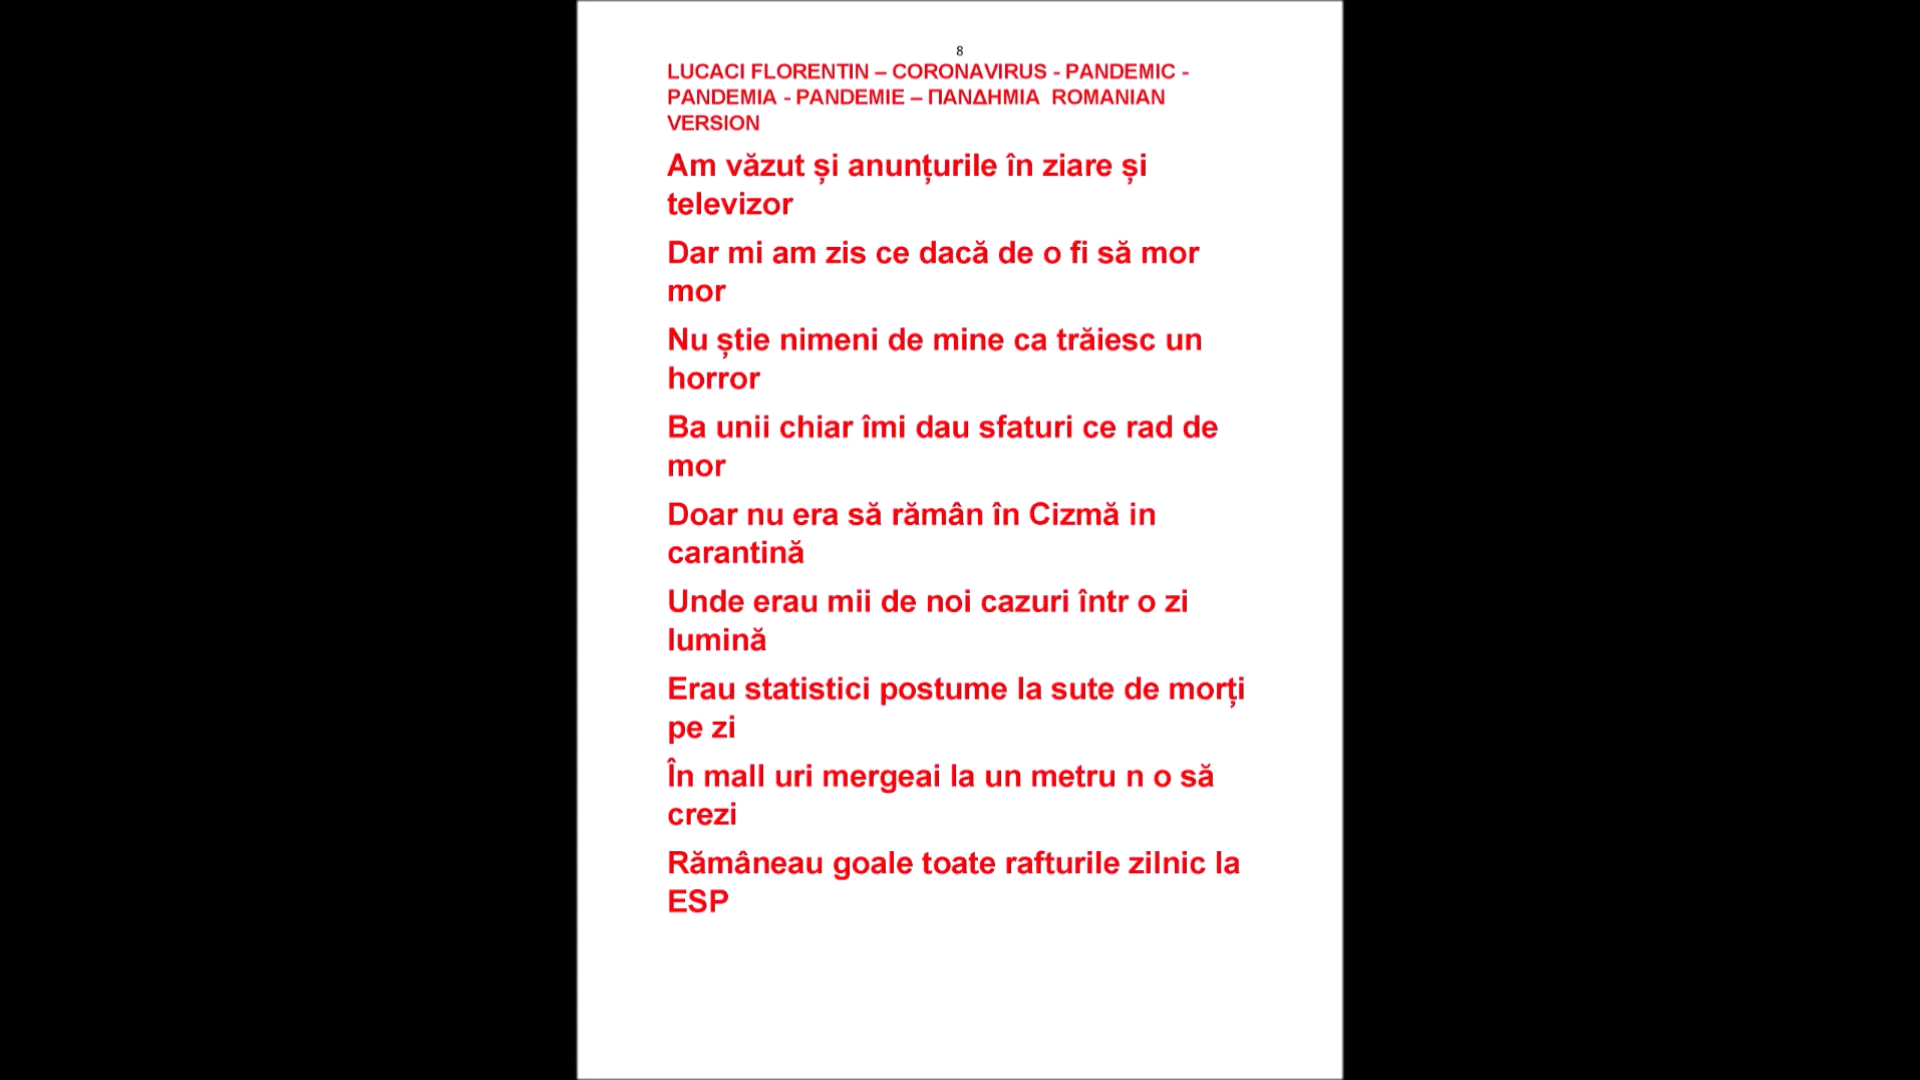 8
LUCACI FLORENTIN – CORONAVIRUS - PANDEMIC -
PANDEMIA - PANDEMIE – ΠΑΝΔΗΜΙΑ  ROMANIAN
VERSION
Am văzut și anunțurile în ziare și
televizor
Dar mi am zis ce dacă de o fi să mor
mor
Nu știe nimeni de mine ca trăiesc un
horror
Ba unii chiar îmi dau sfaturi ce rad de
mor
Doar nu era să rămân în Cizmă in
carantină
Unde erau mii de noi cazuri într o zi
lumină
Erau statistici postume la sute de morți
pe zi
În mall uri mergeai la un metru n o să
crezi
Rămâneau goale toate rafturile zilnic la
ESP